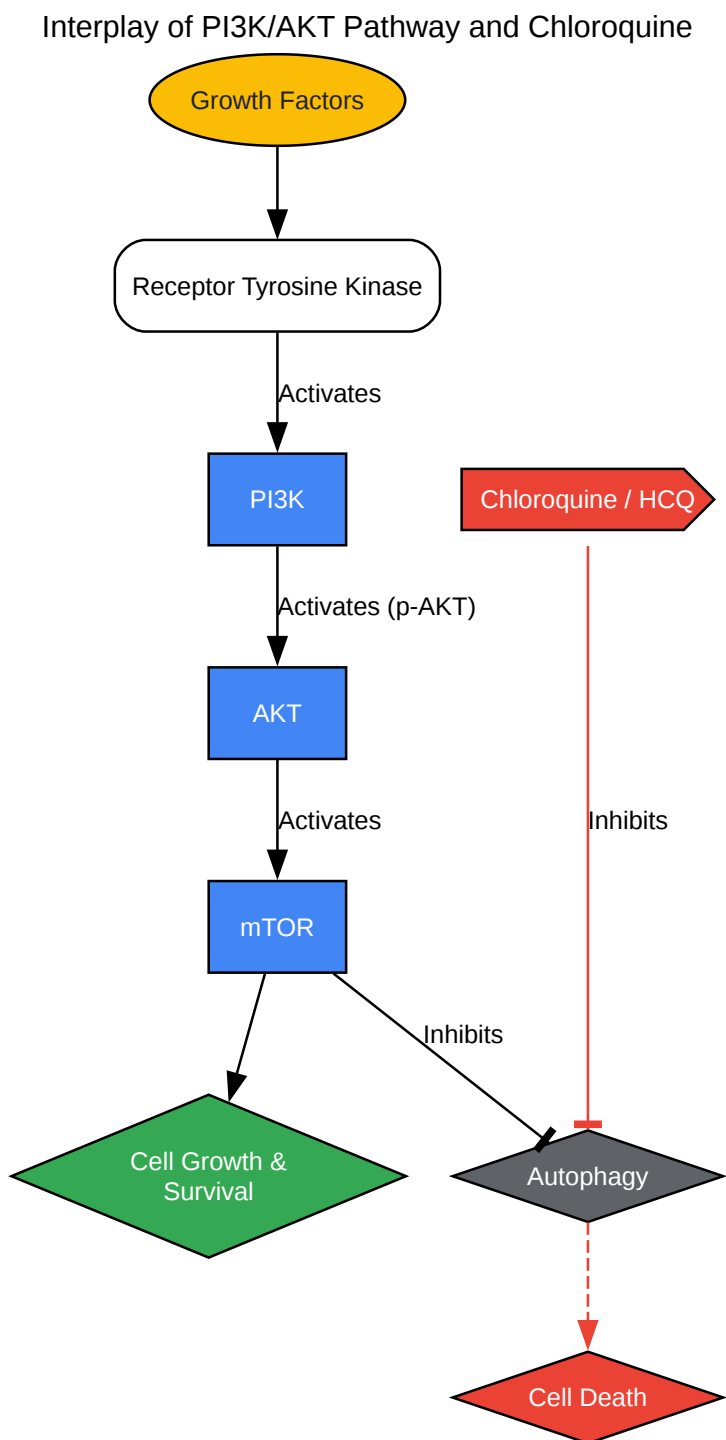 Interplay of PI3K/AKT Pathway and Chloroquine
Growth Factors
Receptor Tyrosine Kinase
Activates
PI3K
Chloroquine / HCQ
Activates (p-AKT)
AKT
Activates
Inhibits
mTOR
Inhibits
Cell Growth &
Survival
Autophagy
Cell Death